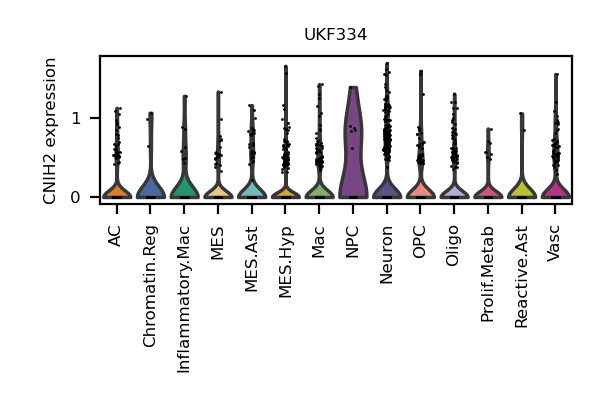 UKF334
CNIH2 expression
1
0
AC
Chromatin.Reg
Inflammatory.Mac
MES
MES.Ast
MES.Hyp
Mac
NPC
Neuron
OPC
Oligo
Prolif.Metab
Reactive.Ast
Vasc